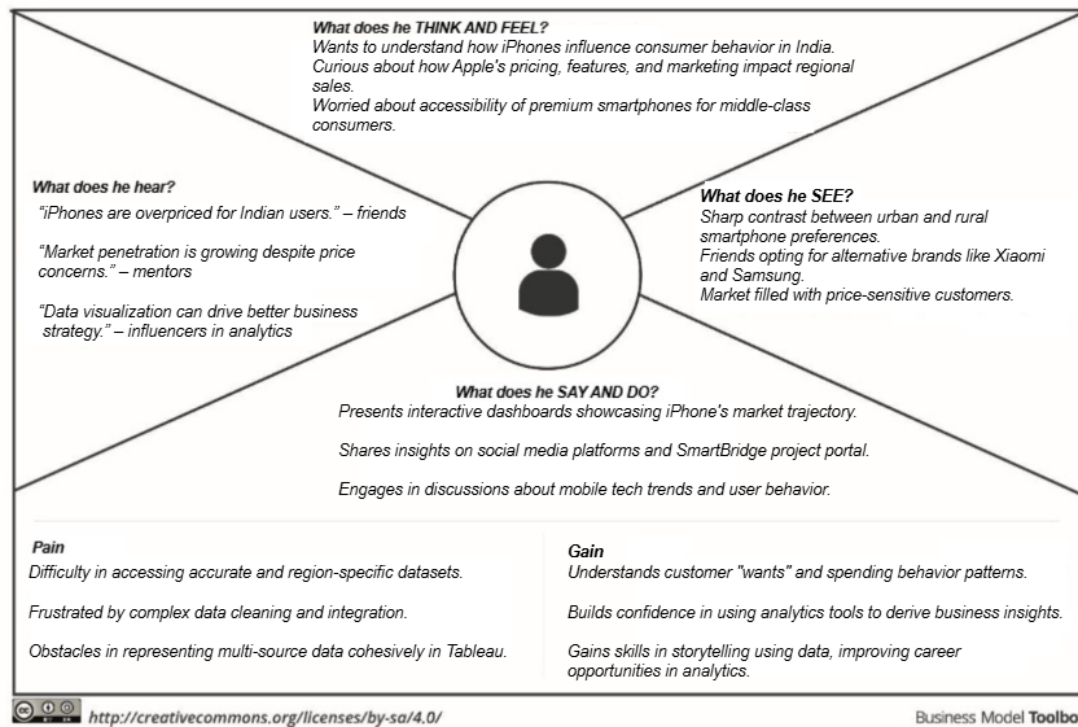 What does he THINK AND FEEL?
Wants to understand how iPhones influence consumer behavior in India.
Curious about how Apple's pricing, features, and marketing impact regional
sales.
Worried about accessibility of premium smartphones for middle-class
consumers.
What does he hear?
"iPhones are overpriced for Indian users." – friends
"Market penetration is growing despite price
concerns." – mentors
"Data visualization can drive better business
strategy." – influencers in analytics
What does he SEE?
Sharp contrast between urban and rural
smartphone preferences.
Friends opting for alternative brands like Xiaomi
and Samsung.
Market filled with price-sensitive customers.
What does he SAY AND DO?
Presents interactive dashboards showcasing iPhone's market trajectory.
Shares insights on social media platforms and SmartBridge project portal.
Engages in discussions about mobile tech trends and user behavior.
Pain
Difficulty in accessing accurate and region-specific datasets.
Frustrated by complex data cleaning and integration.
Obstacles in representing multi-source data cohesively in Tableau.
Gain
Understands customer "wants" and spending behavior patterns.
Builds confidence in using analytics tools to derive business insights.
Gains skills in storytelling using data, improving career
opportunities in analytics.
cc
http://creativecommons.org/licenses/by-sa/4.0/
Business Model Toolbo